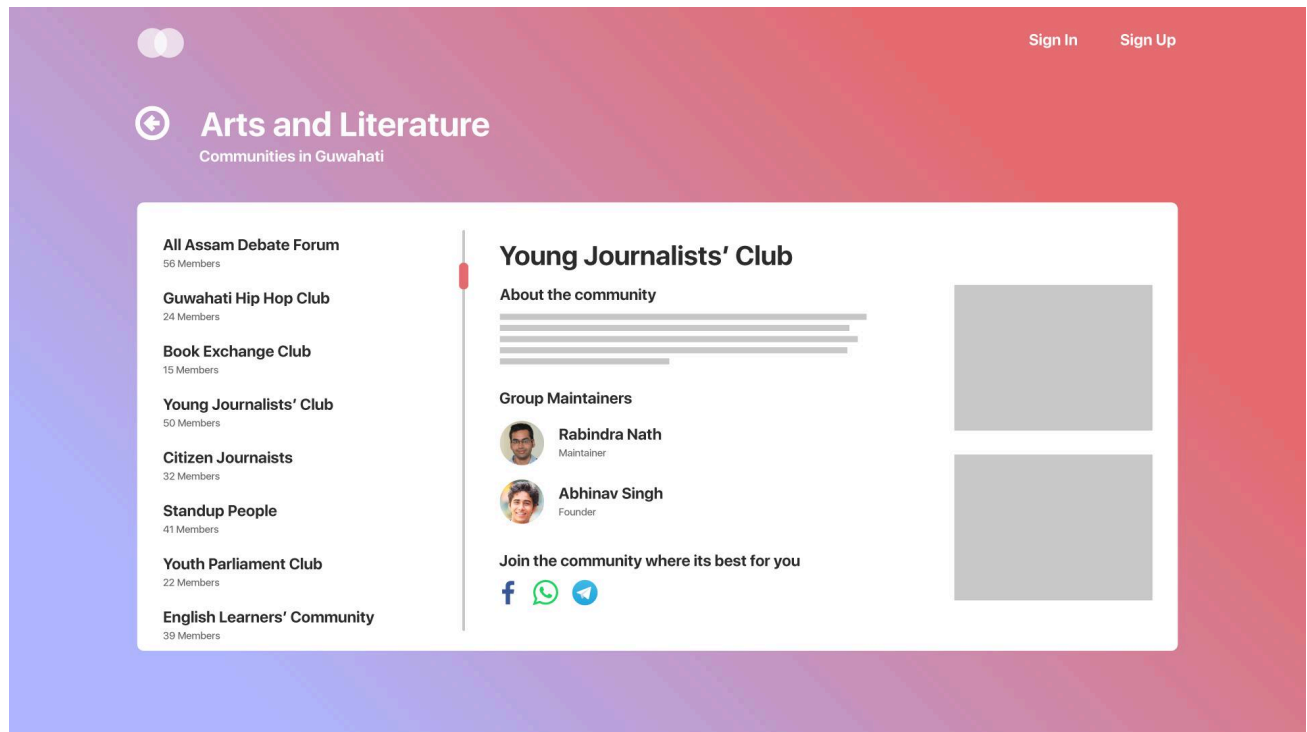 Sign In
Sign Up
Arts and Literature
Communities in Guwahati
All Assam Debate Forum
56 Members
Guwahati Hip Hop Club
24 Members
Book Exchange Club
15 Members
Young Journalists’ Club
50 Members
Citizen Journaists
32 Members
Standup People
41 Members
Youth Parliament Club
22 Members
English Learners’ Community
39 Members
Young Journalists’ Club
About the community
Group Maintainers
Rabindra Nath
Maintainer
Abhinav Singh
Founder
Join the community where its best for you